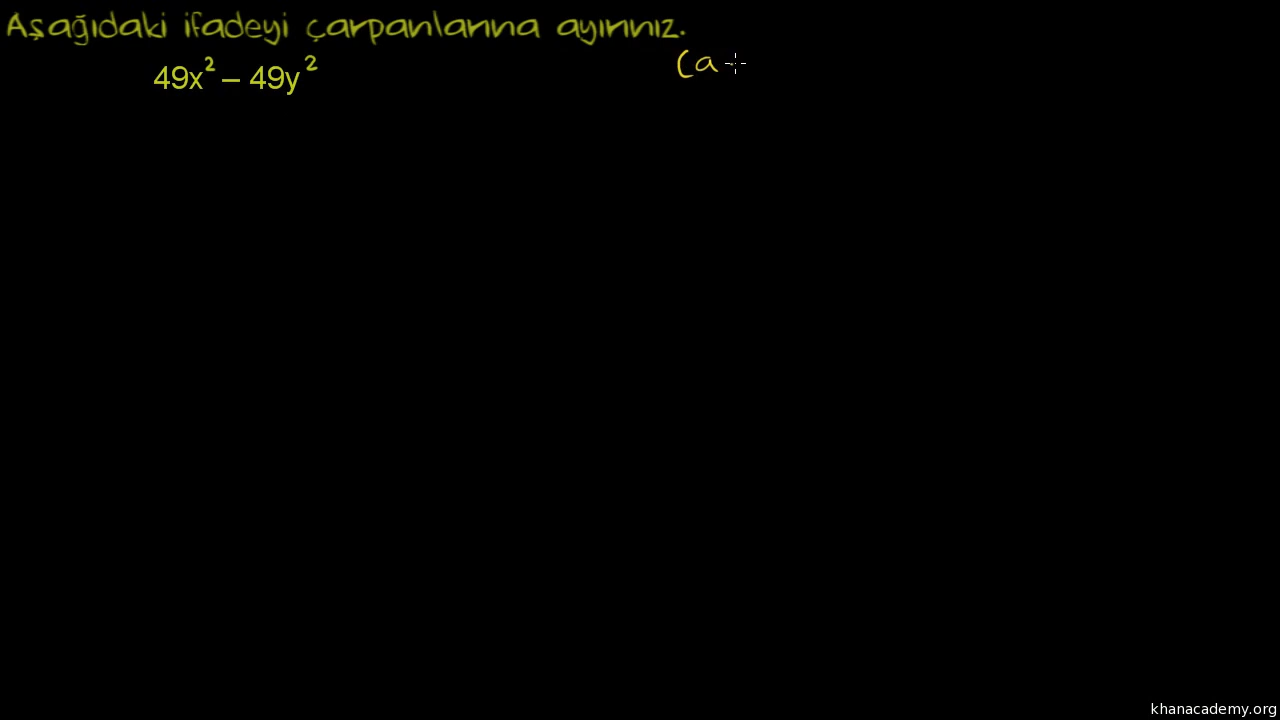 Aşağıdaki ifadeyi çarpanlarına ayırınız.
49x² – 49y²
(a -
khanacademy.org